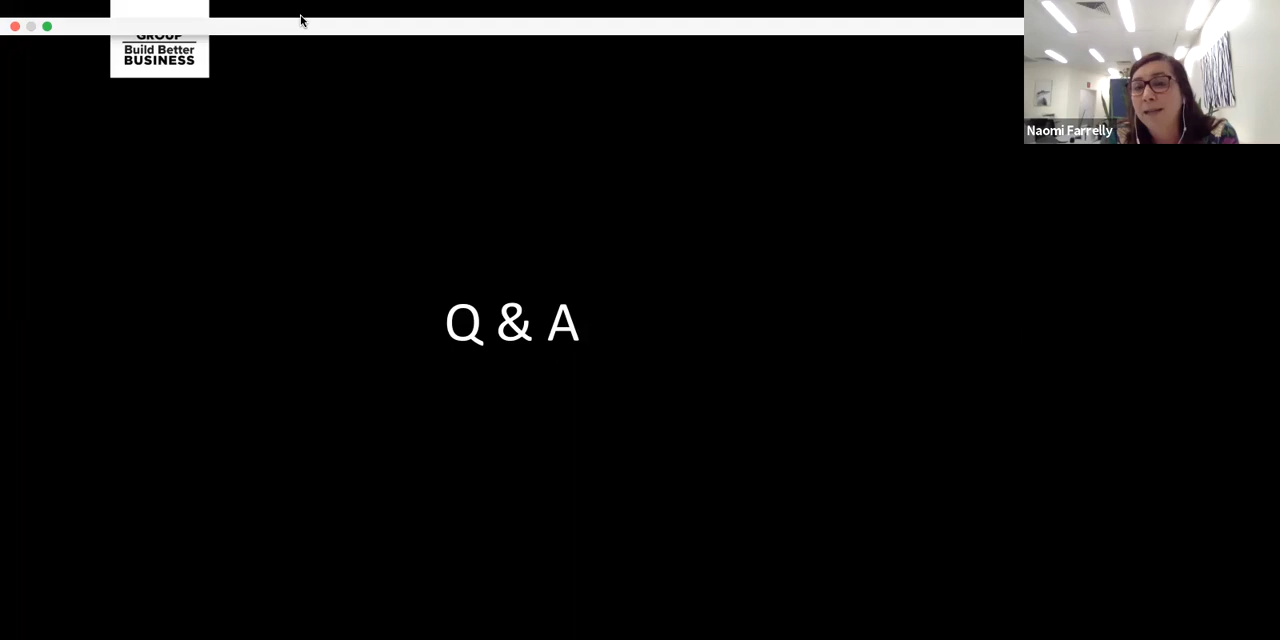 GROUP
Build Better
BUSINESS
Naomi Farrelly
Q & A